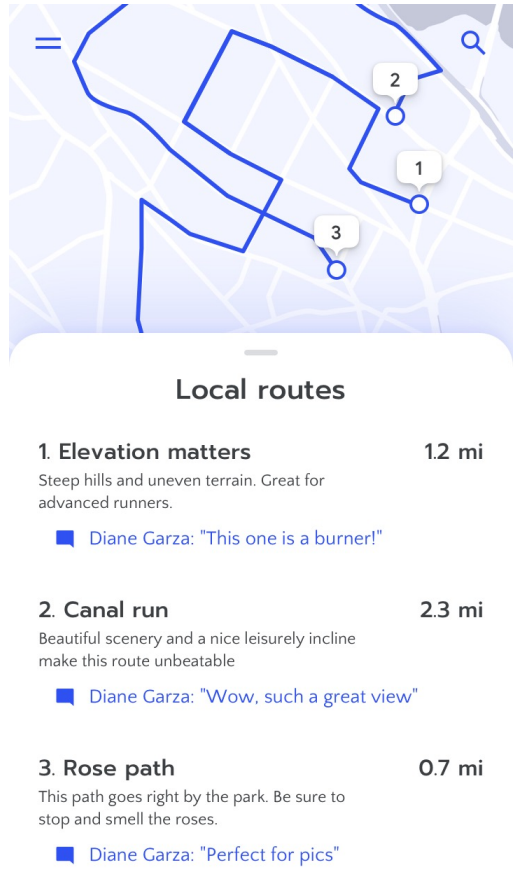 2
1
3
Local routes
1. Elevation matters 1.2 mi
Steep hills and uneven terrain. Great for
advanced runners.
Diane Garza: "This one is a burner!"
2. Canal run 2.3 mi
Beautiful scenery and a nice leisurely incline
make this route unbeatable
Diane Garza: "Wow, such a great view"
3. Rose path 0.7 mi
This path goes right by the park. Be sure to
stop and smell the roses.
Diane Garza: "Perfect for pics"